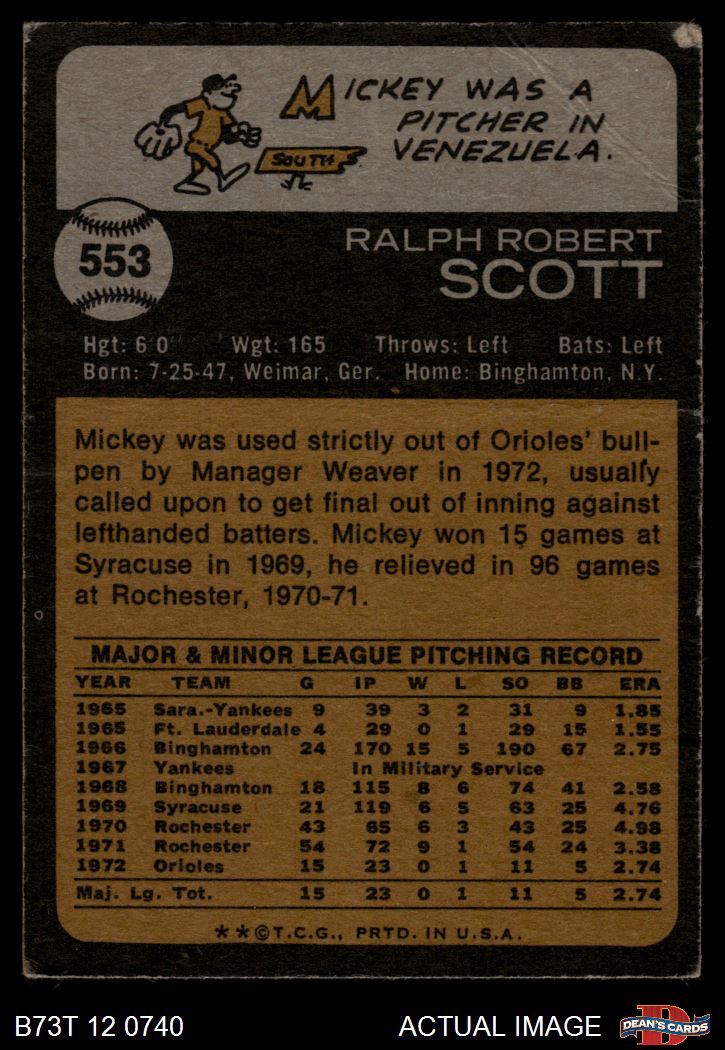 MICKEY WAS A
PITCHER IN
VENEZUELA.
SOUTH
553
RALPH ROBERT
SCOTT
Hgt: 6'0" Wgt: 165 Throws: Left Bats: Left
Born: 7-25-47, Weimar, Ger. Home: Binghamton, N.Y.
Mickey was used strictly out of Orioles' bull-
pen by Manager Weaver in 1972, usually
called upon to get final out of inning against
lefthanded batters. Mickey won 15 games at
Syracuse in 1969, he relieved in 96 games
at Rochester, 1970-71.
MAJOR & MINOR LEAGUE PITCHING RECORD
YEAR TEAM G IP W L SO BB ERA
1965 Sara.-Yankees 9 39 3 2 31 9 1.85
1965 Ft. Lauderdale 4 29 0 1 29 15 1.55
1966 Binghamton 24 170 15 5 190 67 2.75
1967 Yankees In Military Service
1968 Binghamton 18 115 8 6 74 41 2.58
1969 Syracuse 21 119 6 5 63 25 4.76
1970 Rochester 43 65 6 3 43 25 4.98
1971 Rochester 54 72 9 1 54 24 3.38
1972 Orioles 15 23 0 1 11 5 2.74
Maj. Lg. Tot. 15 23 0 1 11 5 2.74
**©T.C.G., PRTD. IN U.S.A.
B73T 12 0740 ACTUAL IMAGE DEAN'S CARDS